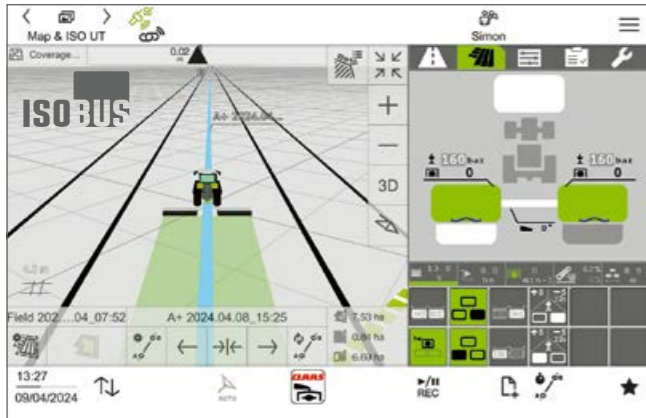 Map & ISO UT
Simon
Coverage...
0.02
ISOBUS
A+ 2024.04....
3D
160 bar
0
160 bar
0
0°
Field 202....04_07:52
A+ 2024.04.08_15:25
7.53 ha
6.69 ha
13:27
09/04/2024
AUTO
CLAAS
REC